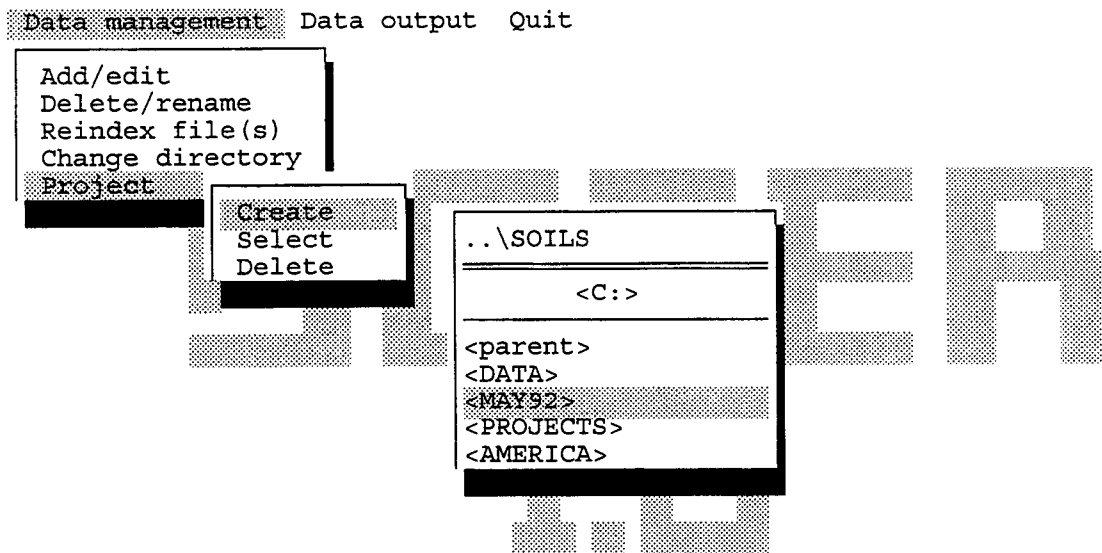 Data management Data output Quit
Add/edit
Delete/rename
Reindex file(s)
Change directory
Project
Create
Select
Delete
..\SOILS
<C:>
<parent>
<DATA>
<MAY92>
<PROJECTS>
<AMERICA>